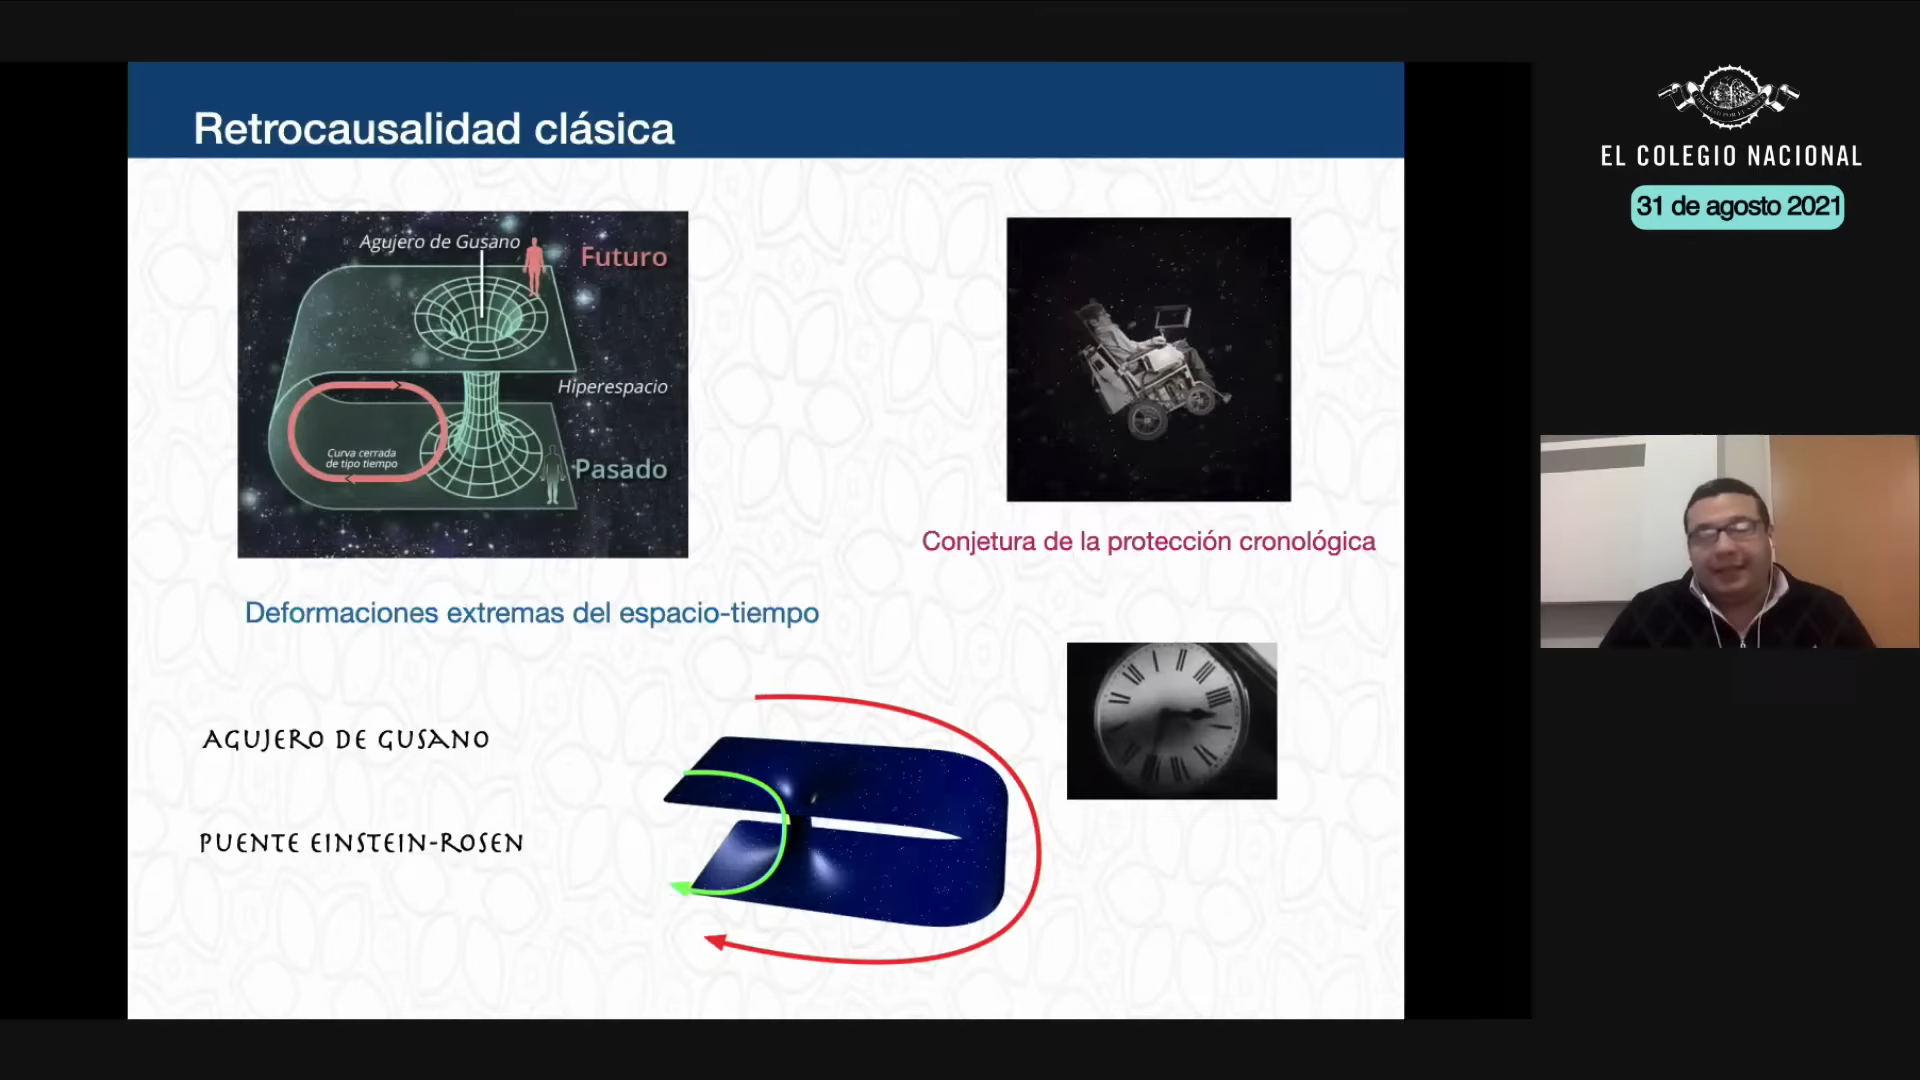 Retrocausalidad clásica
Agujero de Gusano
Futuro
Hiperespacio
Curva cerrada
de tipo tiempo
Pasado
Deformaciones extremas del espacio-tiempo
Conjetura de la protección cronológica
AGUJERO DE GUSANO
PUENTE EINSTEIN-ROSEN
EL COLEGIO NACIONAL
31 de agosto 2021